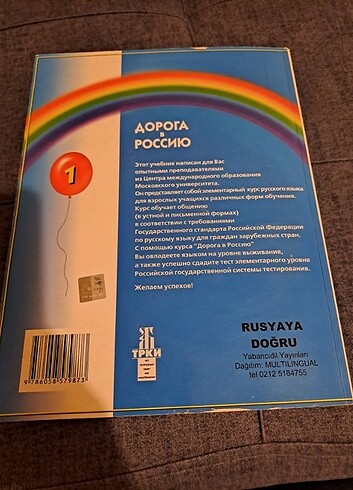 ДОРОГА
В
РОССИЮ
1
Этот учебник написан для Вас
опытными преподавателями
из Центра международного образования
Московского университета.
Он представляет собой элементарный курс русского языка
для взрослых учащихся различных форм обучения.
Курс обучает общению
(в устной и письменной формах)
в соответствии с требованиями
Государственного стандарта Российской Федерации
по русскому языку для граждан зарубежных стран.
С помощью курса "Дорога в Россию"
Вы овладеете языком на уровне выживания,
а также успешно сдадите тест элементарного уровня
Российской государственной системы тестирования.
Желаем успехов!
ТРКИ
RUSYAYA
DOĞRU
Yabancıdil Yayınları
Dağıtım: MULTILINGUAL
tel 0212 5184755
9 786058 579873